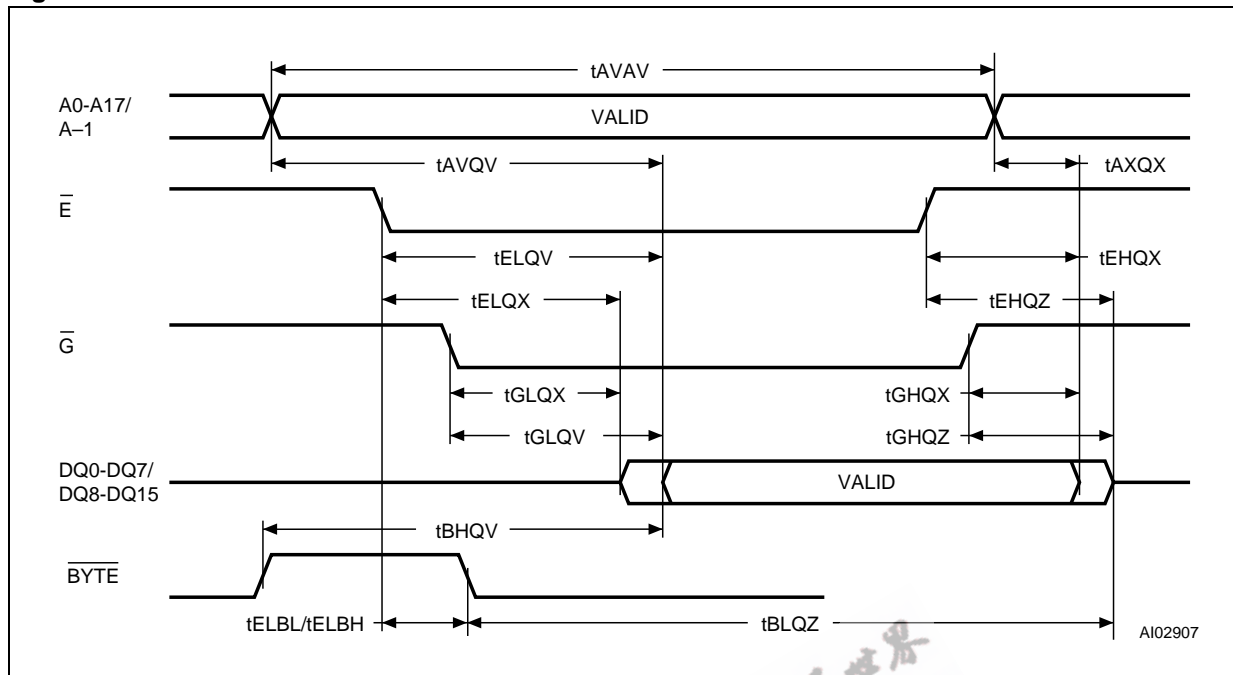 tAVAV
A0-A17/
A–1
VALID
tAVQV
tAXQX
E
tELQV
tEHQX
tELQX
tEHQZ
G
tGLQX
tGHQX
tGLQV
tGHQZ
DQ0-DQ7/
DQ8-DQ15
VALID
tBHQV
BYTE
tELBL/tELBH
tBLQZ
AI02907